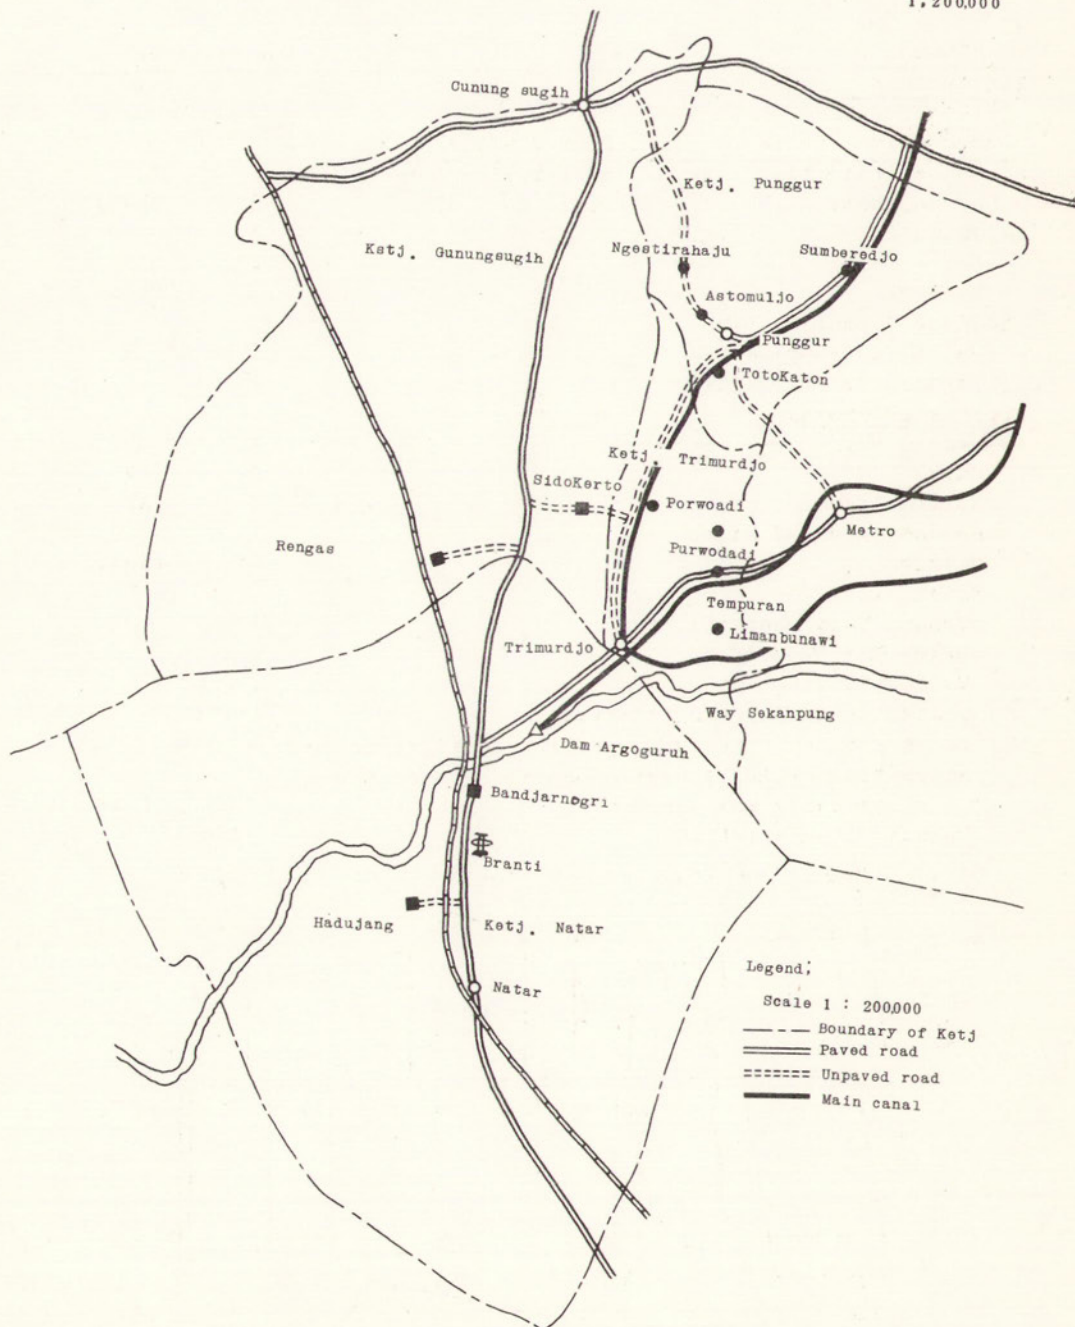 1:200,000
Cunung sugih
Ketj. Punggur
Kstj. Gunungsugih
Ngestirahaju
Sumberedjo
Astomuljo
Punggur
TotoKaton
Ketj. Trimurdjo
SidoKerto
Porwoadi
Metro
Rengas
Purwodadi
Tempuran
Limanbunawi
Trimurdjo
Way Sekanpung
Dam Argoguruh
Bandjarnegri
Branti
Hadujang
Ketj. Natar
Natar
Legend;
Scale 1 : 200,000
Boundary of Ketj
Paved road
Unpaved road
Main canal